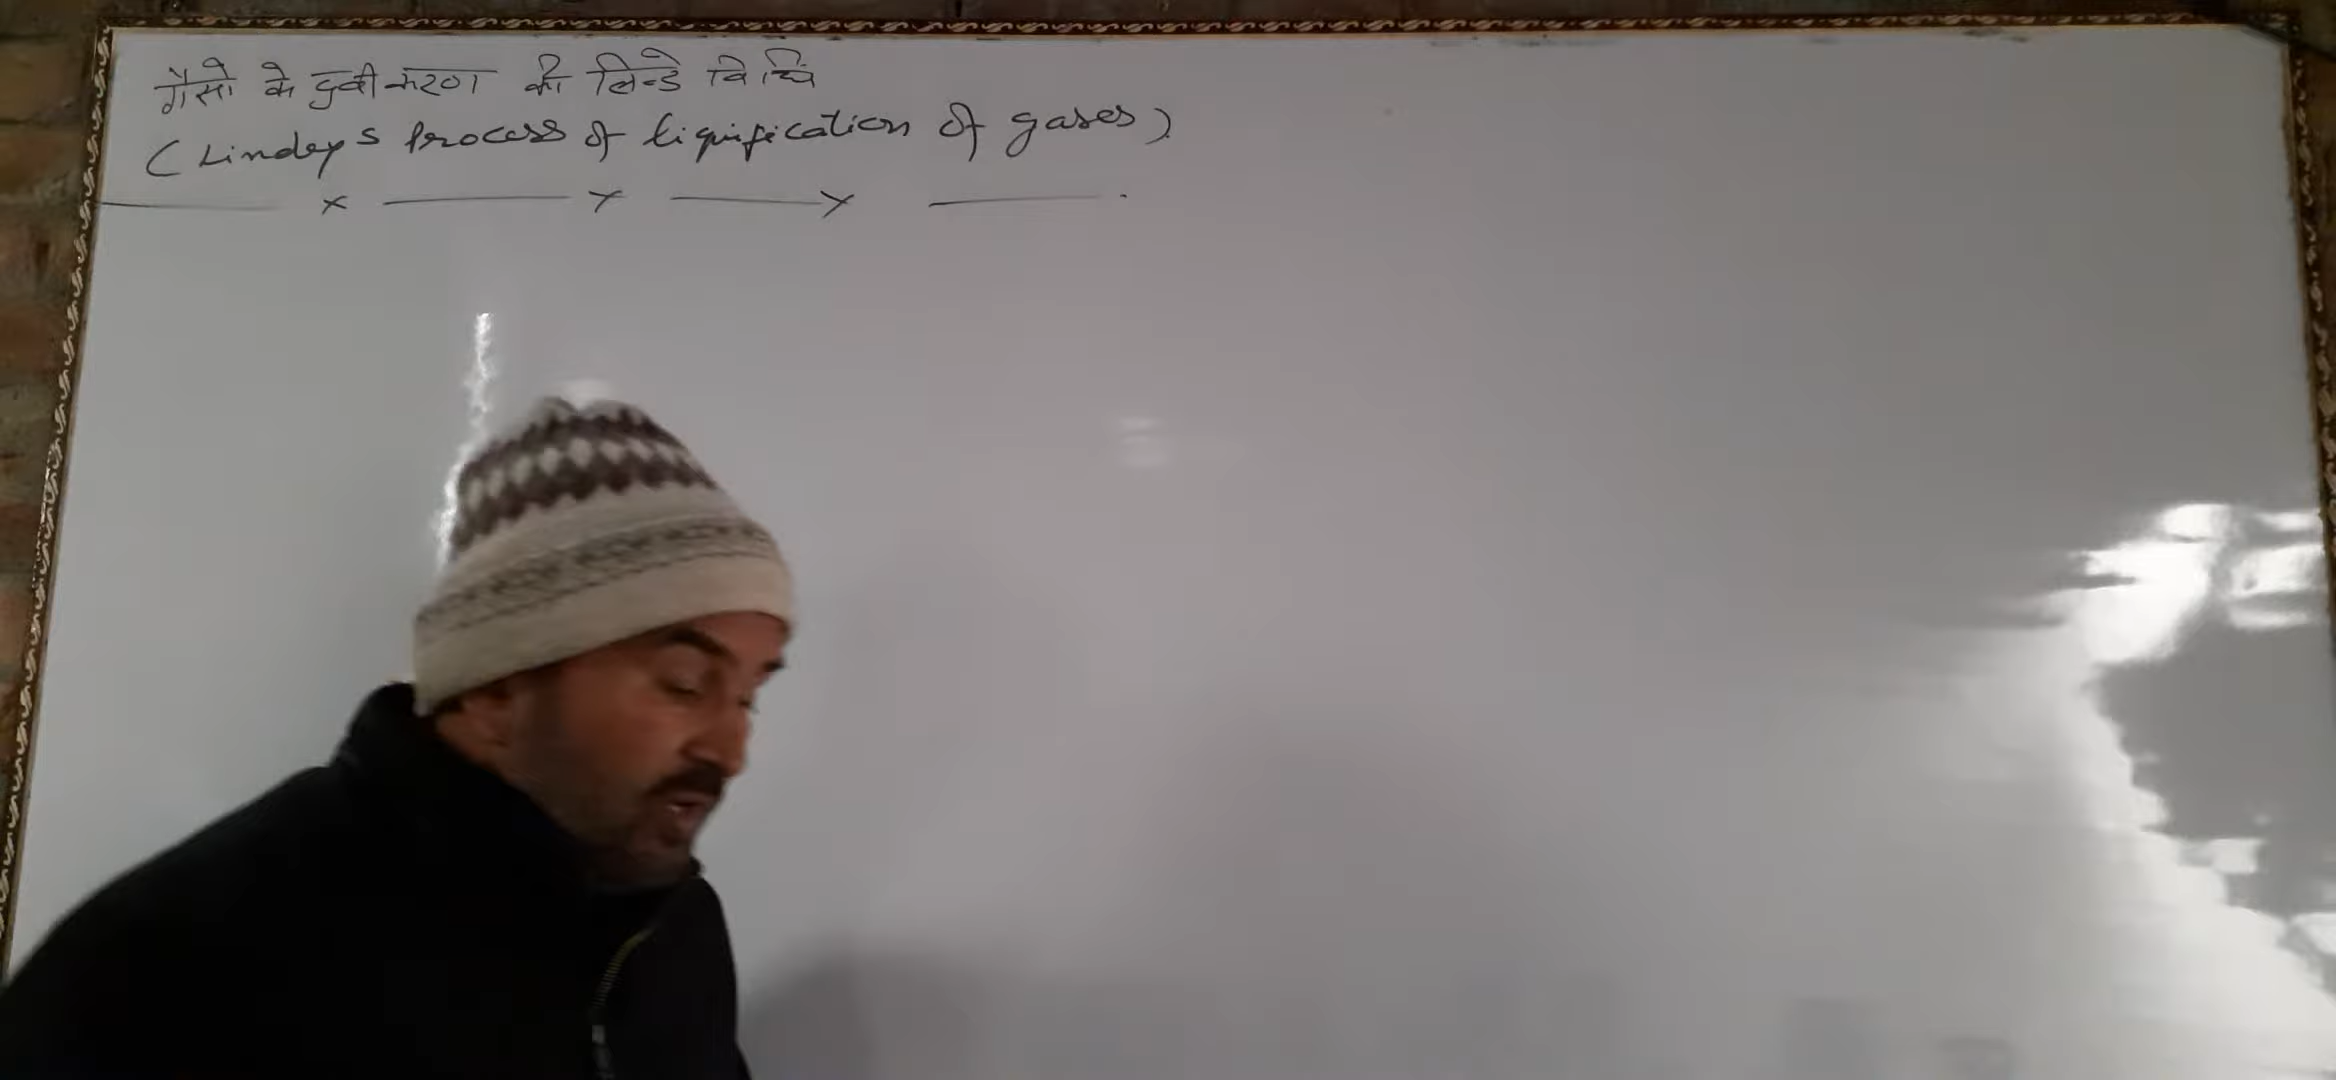 गैसो के द्रवीकरण की लिन्डे विधि
(Lindey's Process of liquification of gases)